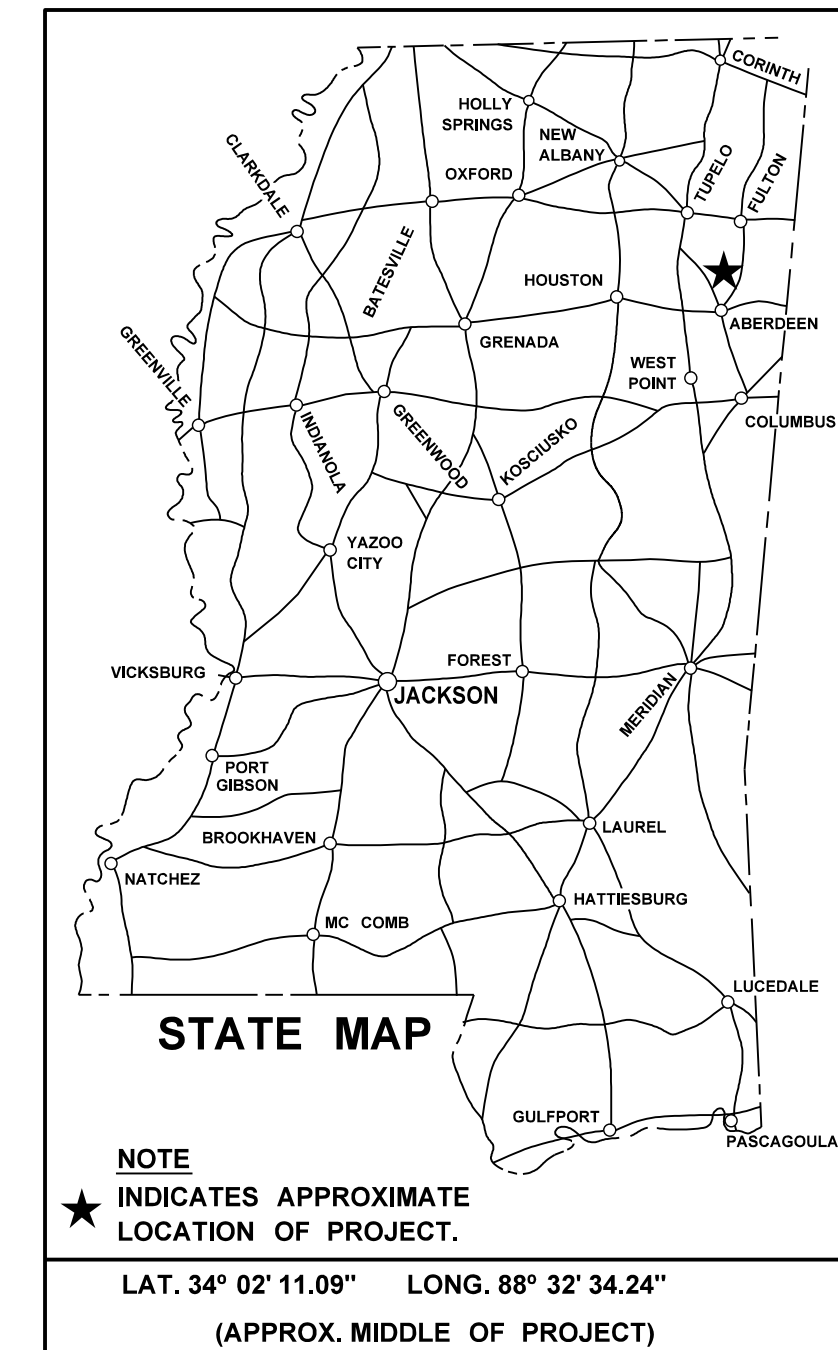 CORINTH
HOLLY
SPRINGS
NEW
ALBANY
CLARKDALE
OXFORD
TUPELO
FULTON
BATESVILLE
HOUSTON
ABERDEEN
GREENVILLE
GRENADA
WEST
POINT
COLUMBUS
INDIANOLA
GREENWOOD
KOSCIUSKO
YAZOO
CITY
VICKSBURG
FOREST
JACKSON
MERIDIAN
PORT
GIBSON
BROOKHAVEN
LAUREL
NATCHEZ
HATTIESBURG
MC COMB
LUCEDALE
STATE MAP
GULFPORT
PASCAGOULA
NOTE
INDICATES APPROXIMATE
LOCATION OF PROJECT.
LAT. 34º 02' 11.09" LONG. 88º 32' 34.24"
(APPROX. MIDDLE OF PROJECT)